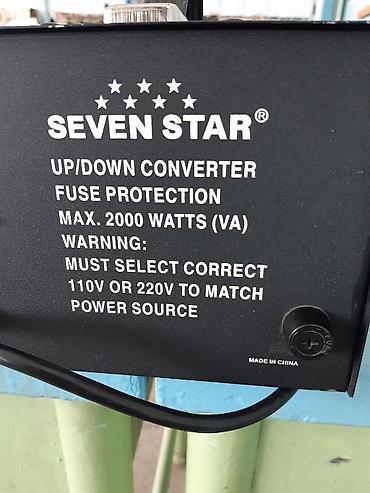 SEVEN STAR®
UP/DOWN CONVERTER
FUSE PROTECTION
MAX. 2000 WATTS (VA)
WARNING:
MUST SELECT CORRECT
110V OR 220V TO MATCH
POWER SOURCE
FUSE
MADE IN CHINA